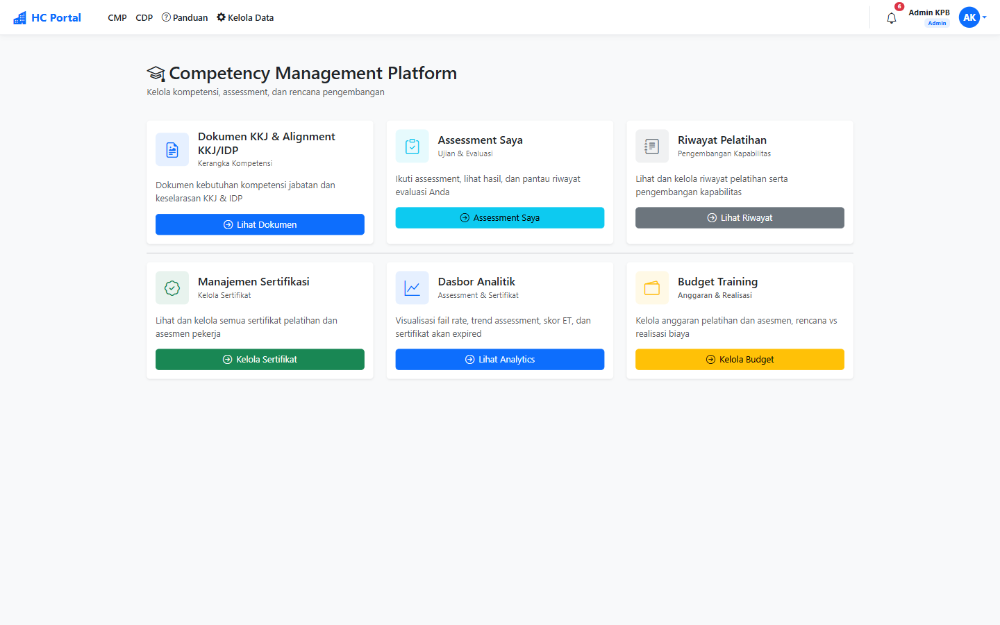 HC Portal
CMP
CDP
Panduan
Kelola Data
6
Admin KPB
Admin
AK
Competency Management Platform
Kelola kompetensi, assessment, dan rencana pengembangan
Dokumen KKJ & Alignment
KKJ/IDP
Kerangka Kompetensi
Dokumen kebutuhan kompetensi jabatan dan
keselarasan KKJ & IDP
Lihat Dokumen
Assessment Saya
Ujian & Evaluasi
Ikuti assessment, lihat hasil, dan pantau riwayat
evaluasi Anda
Assessment Saya
Riwayat Pelatihan
Pengembangan Kapabilitas
Lihat dan kelola riwayat pelatihan serta
pengembangan kapabilitas
Lihat Riwayat
Manajemen Sertifikasi
Kelola Sertifikat
Lihat dan kelola semua sertifikat pelatihan dan
asesmen pekerja
Kelola Sertifikat
Dasbor Analitik
Assessment & Sertifikat
Visualisasi fail rate, trend assessment, skor ET, dan
sertifikat akan expired
Lihat Analytics
Budget Training
Anggaran & Realisasi
Kelola anggaran pelatihan dan asesmen, rencana vs
realisasi biaya
Kelola Budget